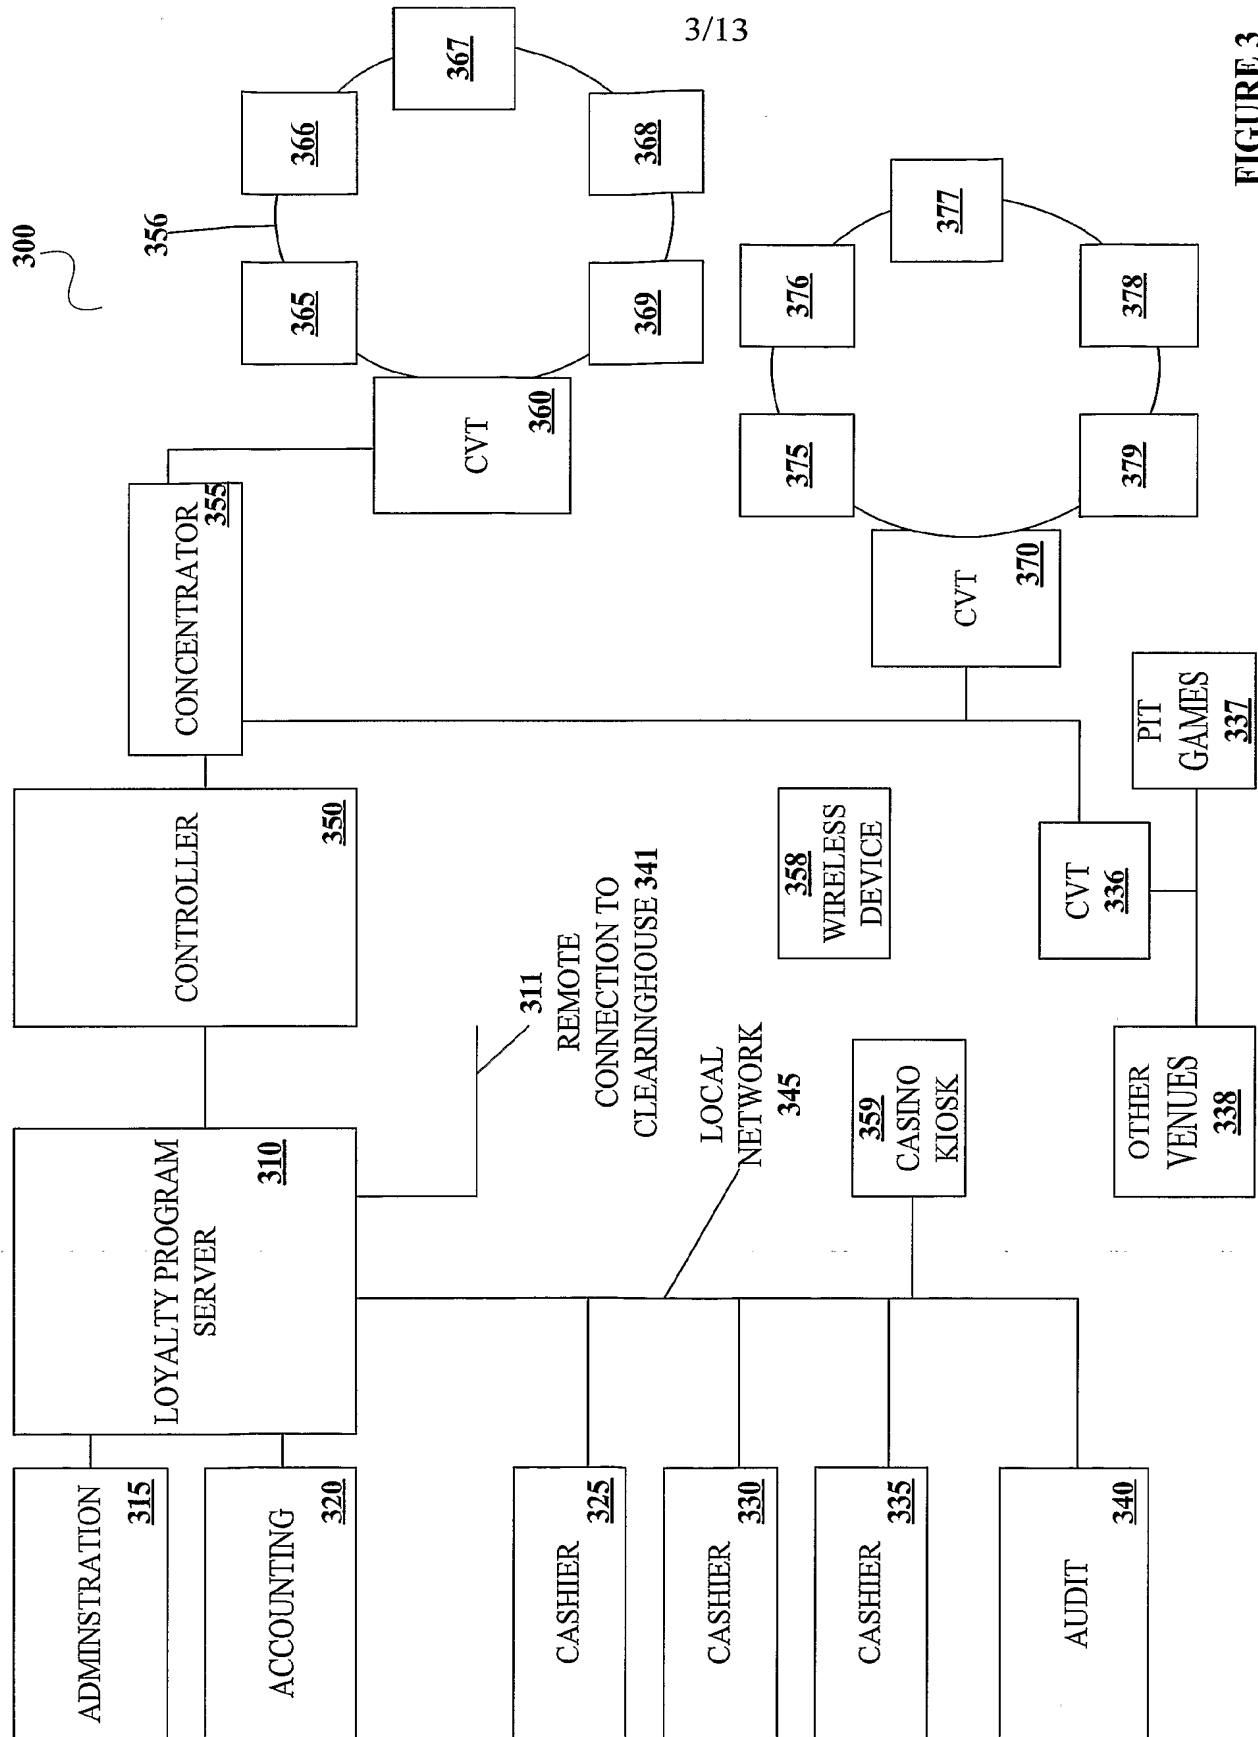 3/13
300
ADMINSTRATION
315
ACCOUNTING
320
LOYALTY PROGRAM
SERVER
310
CONTROLLER
350
CONCENTRATOR
355
356
365
366
367
368
369
CVT
360
311
REMOTE
CONNECTION TO
CLEARINGHOUSE 341
LOCAL
NETWORK
345
CASHIER
325
CASHIER
330
CASHIER
335
AUDIT
340
359
CASINO
KIOSK
358
WIRELESS
DEVICE
CVT
370
375
376
377
378
379
CVT
336
OTHER
VENUES
338
PIT
GAMES
337
FIGURE 3